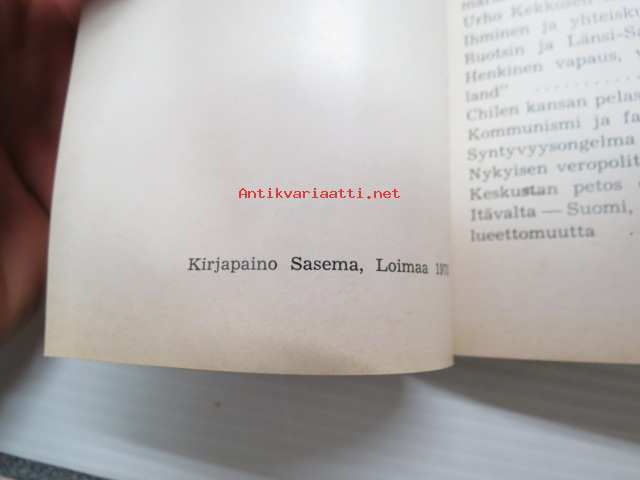 Kirjapaino Sasema, Loimaa
Urho Kekkosen
Ihminen ja yhteisku
Ruotsin ja Länsi-Sa
Henkinen vapaus,
land" ..........
Chilen kansan pelas
Kommunismi ja fa
Syntyvyysongelma
Nykyisen veropolit
Keskustan petos
Itävalta — Suomi,
lueettomuutta .
Antikvariaatti.net